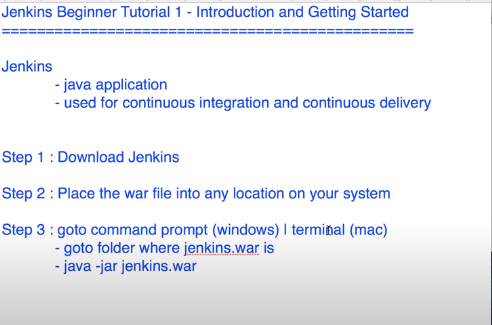 Jenkins Beginner Tutorial 1 - Introduction and Getting Started
================================================
Jenkins
- java application
- used for continuous integration and continuous delivery
Step 1 : Download Jenkins
Step 2 : Place the war file into any location on your system
Step 3 : goto command prompt (windows) | terminal (mac)
- goto folder where jenkins.war is
- java -jar jenkins.war